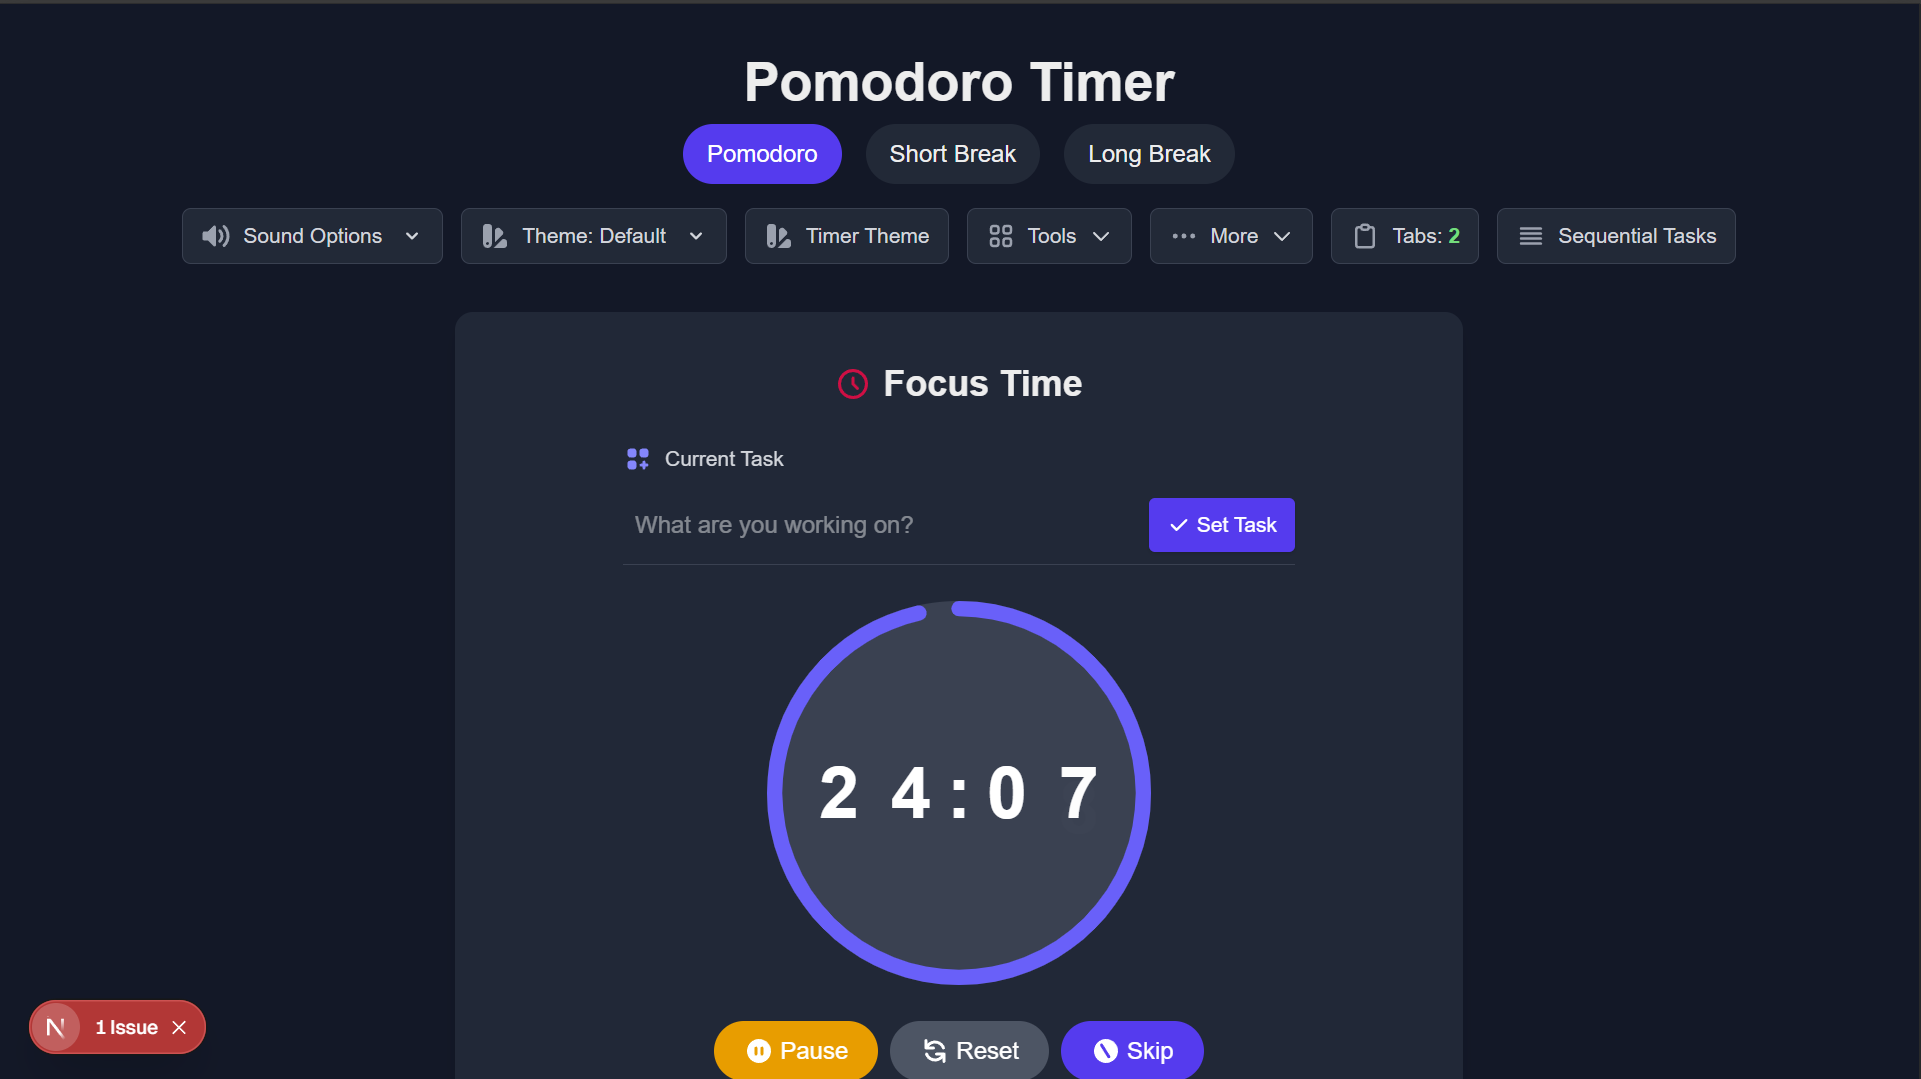 Pomodoro Timer
Pomodoro Short Break Long Break
Sound Options Theme: Default Timer Theme Tools More Tabs: 2 Sequential Tasks
Focus Time
Current Task
What are you working on? Set Task
24:07
N 1 Issue
Pause Reset Skip